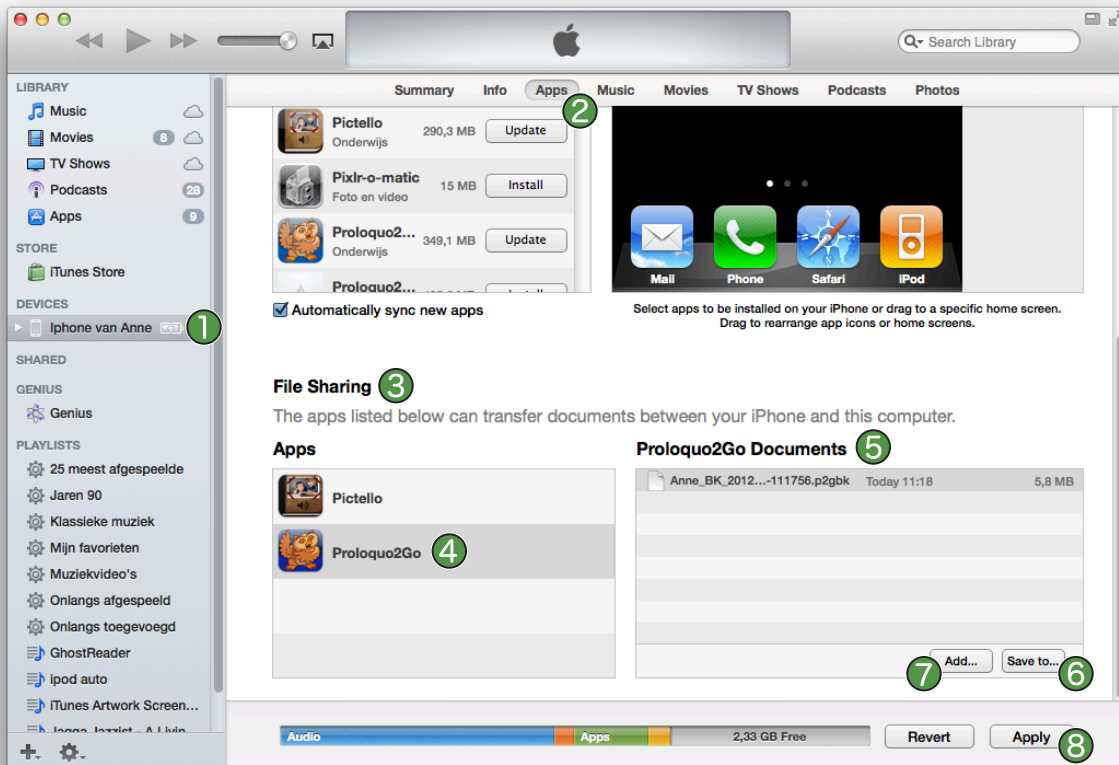 Search Library
LIBRARY
Music
Movies 8
TV Shows
Podcasts 28
Apps 9
STORE
iTunes Store
DEVICES
Iphone van Anne 1
SHARED
GENIUS
Genius
PLAYLISTS
25 meest afgespeelde
Jaren 90
Klassieke muziek
Mijn favorieten
Muziekvideo's
Onlangs afgespeeld
Onlangs toegevoegd
GhostReader
ipod auto
iTunes Artwork Screen...
Jagga Jazzist - A Livin
Summary Info Apps Music Movies TV Shows Podcasts Photos
2
Pictello 290,3 MB Update
Onderwijs
Pixlr-o-matic 15 MB Install
Foto en video
Proloquo2... 349,1 MB Update
Onderwijs
Proloquo2... Install
Automatically sync new apps
Mail Phone Safari iPod
Select apps to be installed on your iPhone or drag to a specific home screen.
Drag to rearrange app icons or home screens.
File Sharing 3
The apps listed below can transfer documents between your iPhone and this computer.
Apps
Pictello
Proloquo2Go 4
Proloquo2Go Documents 5
Anne_BK_2012...-111756.p2gbk Today 11:18 5,8 MB
7 Add... Save to... 6
Audio Apps 2,33 GB Free Revert Apply 8